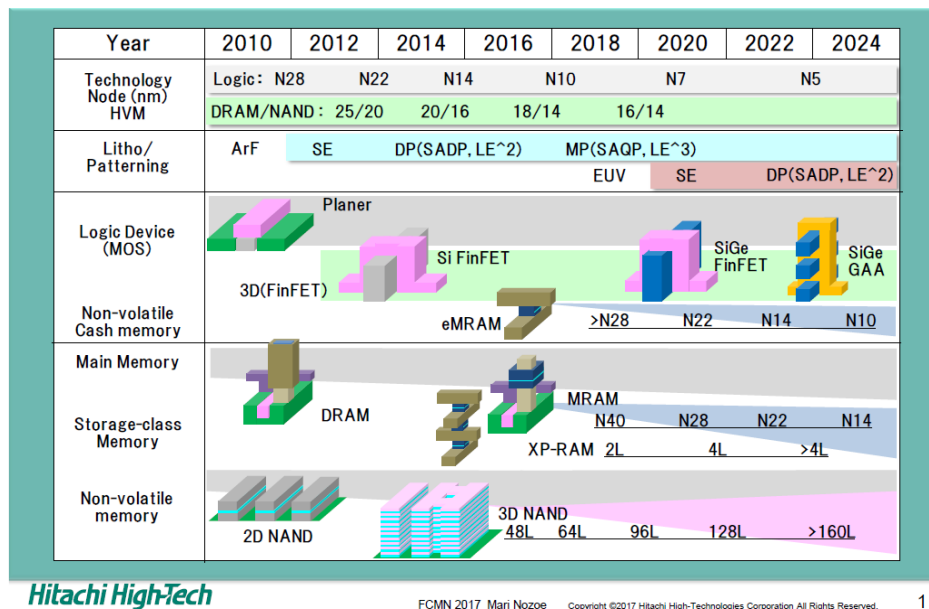 Year 2010 2012 2014 2016 2018 2020 2022 2024
Technology
Node (nm)
HVM
Logic: N28 N22 N14 N10 N7 N5
DRAM/NAND: 25/20 20/16 18/14 16/14
Litho/
Patterning
ArF SE DP(SADP, LE^2) MP(SAQP, LE^3)
EUV SE DP(SADP, LE^2)
Logic Device
(MOS)
Planer
Si FinFET
SiGe
FinFET
SiGe
GAA
3D(FinFET)
Non-volatile
Cash memory
eMRAM >N28 N22 N14 N10
Main Memory
DRAM
MRAM
Storage-class
Memory
N40 N28 N22 N14
XP-RAM 2L 4L >4L
Non-volatile
memory
2D NAND
3D NAND
48L 64L 96L 128L >160L
Hitachi High-Tech
FCMN 2017 Mari Nozoe Copyright ©2017 Hitachi High-Technologies Corporation All Rights Reserved. 1